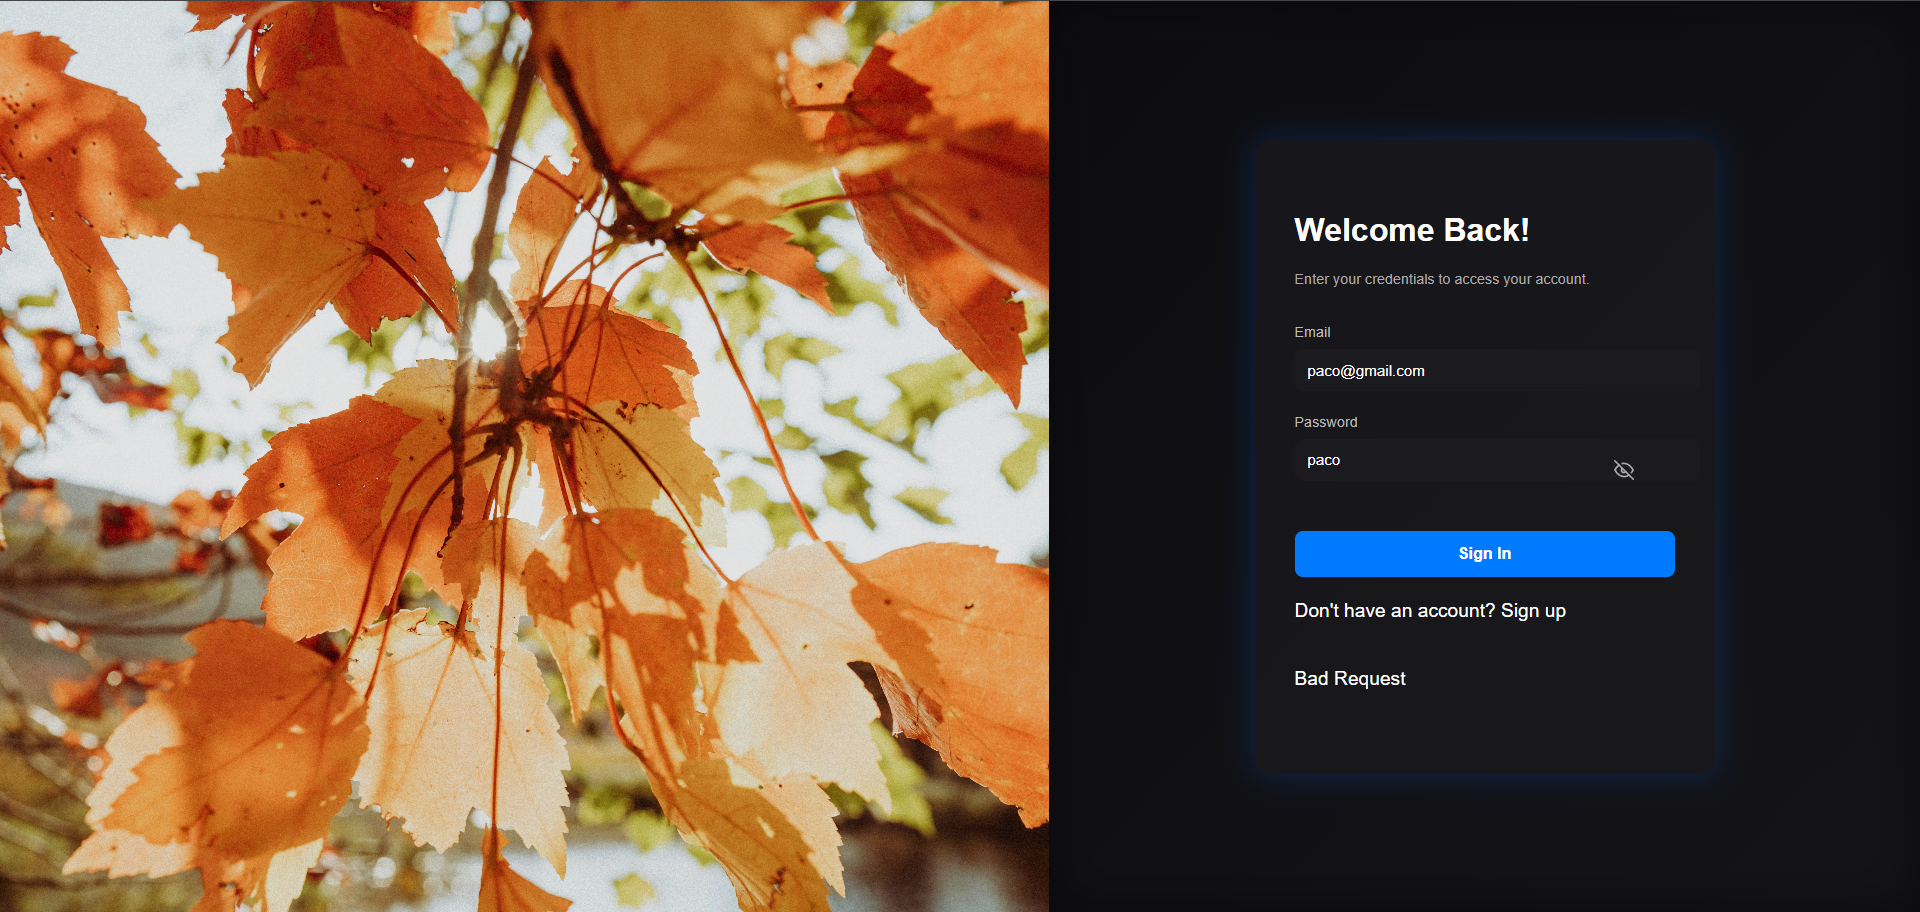 Welcome Back!
Enter your credentials to access your account.
Email
paco@gmail.com
Password
paco
Sign In
Don't have an account? Sign up
Bad Request